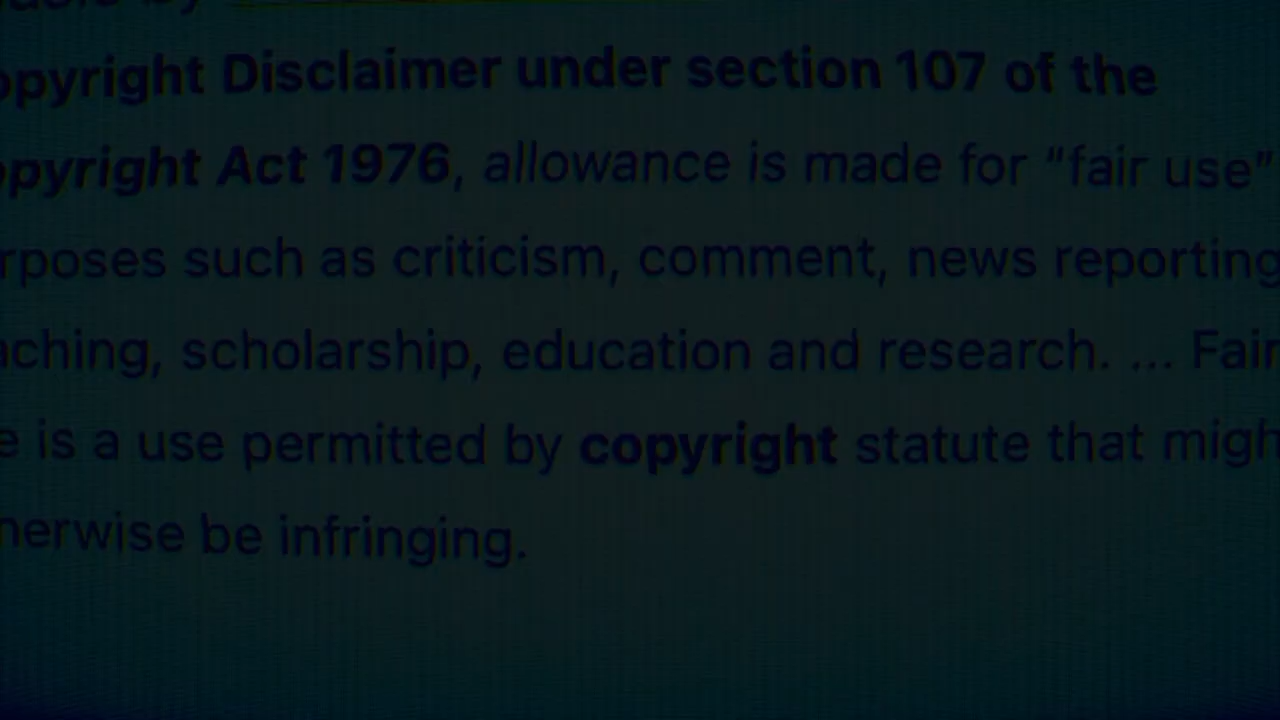 opyright Disclaimer under section 107 of the
opyright Act 1976, allowance is made for “fair use”
rposes such as criticism, comment, news reporting
ching, scholarship, education and research. ... Fair
e is a use permitted by copyright statute that migh
nerwise be infringing.